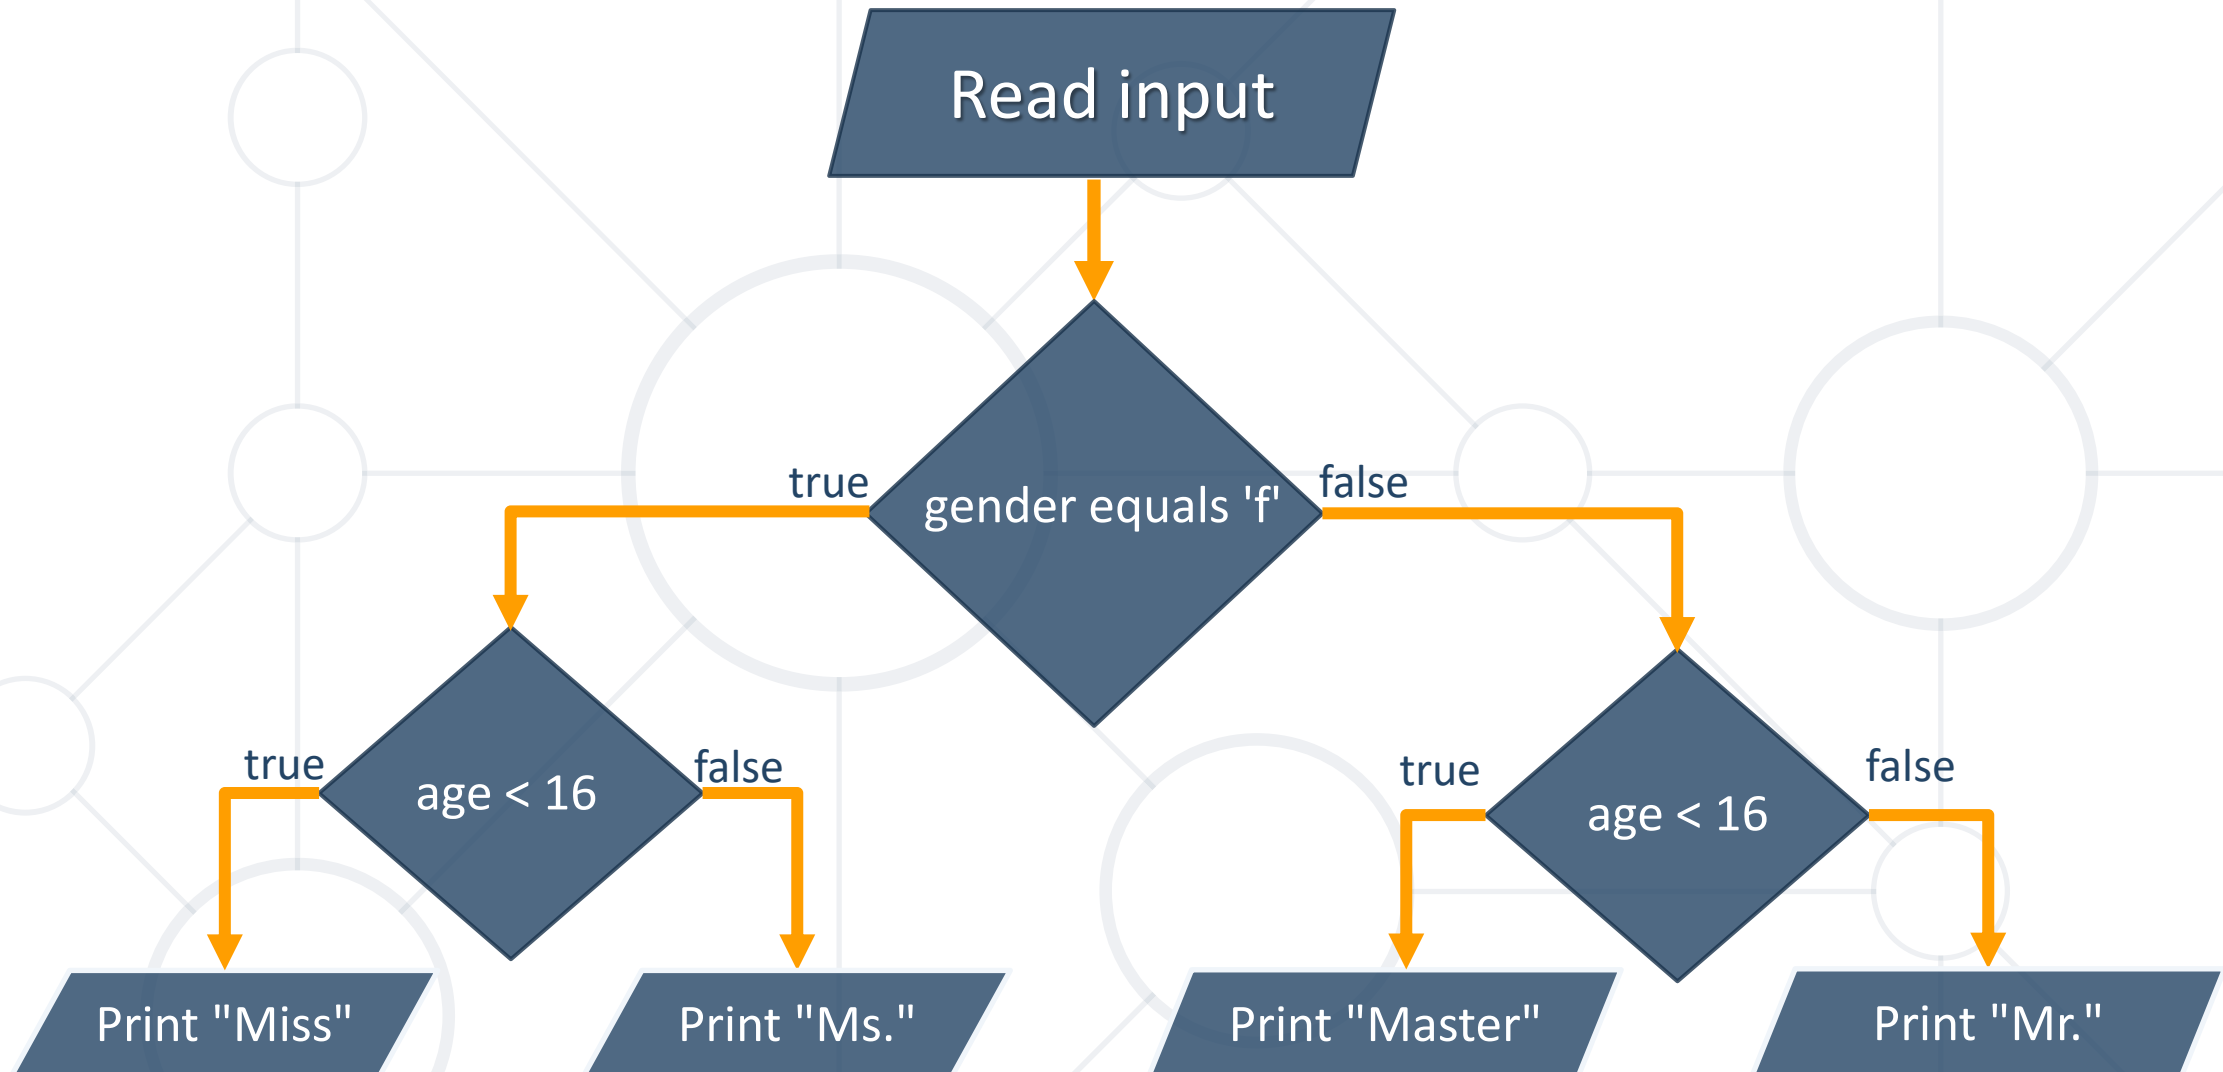 Read input
true
gender equals 'f'
false
true
age < 16
false
true
age < 16
false
Print "Miss"
Print "Ms."
Print "Master"
Print "Mr."